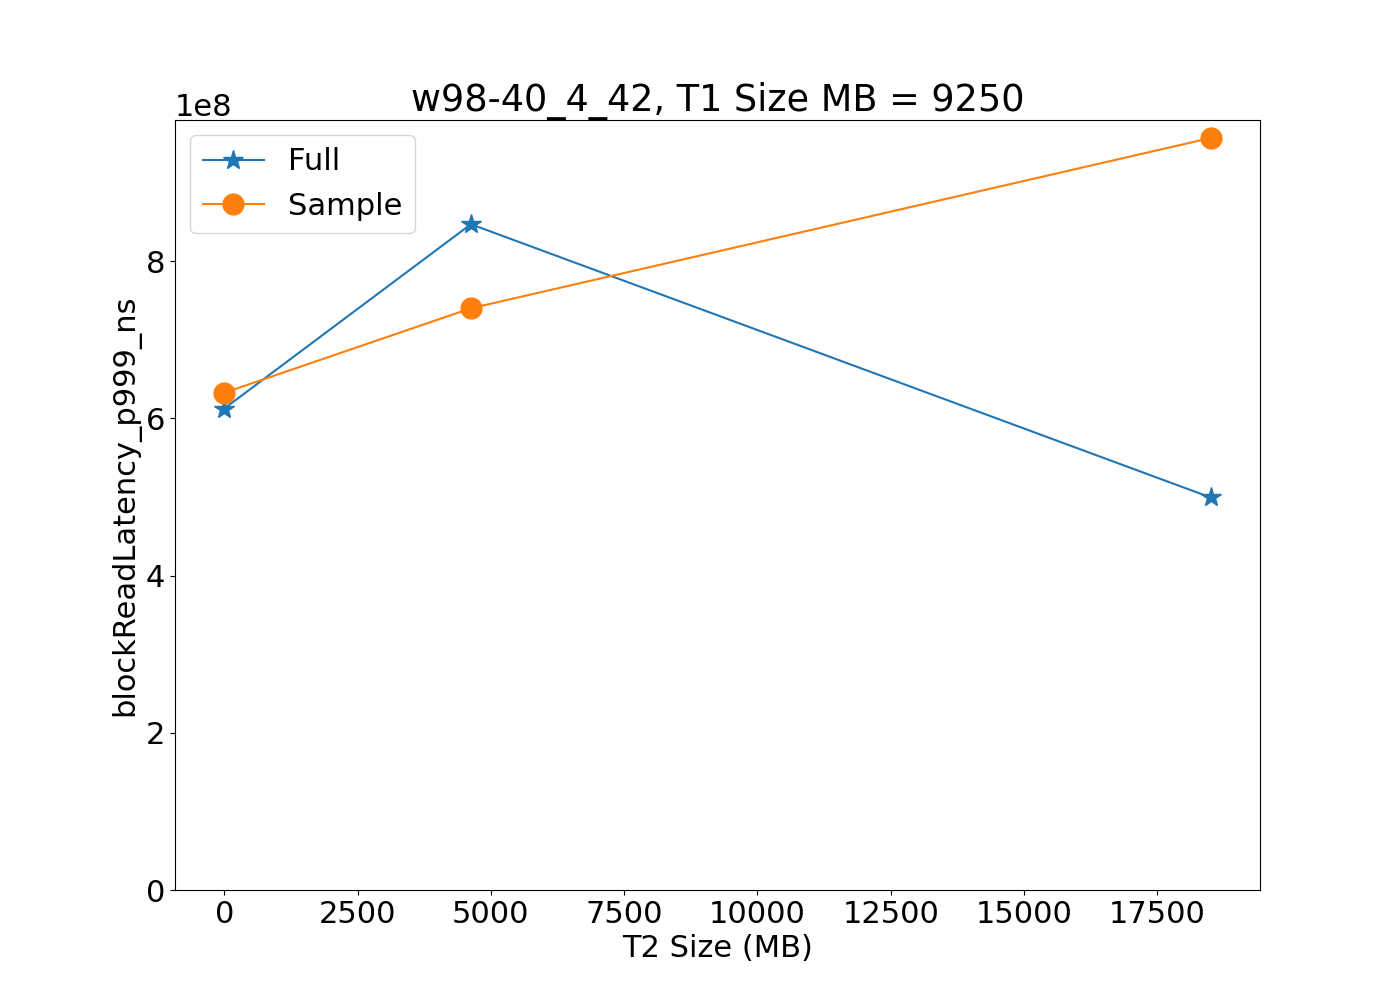 w98-40_4_42, T1 Size MB = 9250
1e8
Full
Sample
8
6
4
2
0
blockReadLatency_p999_ns
0 2500 5000 7500 10000 12500 15000 17500
T2 Size (MB)